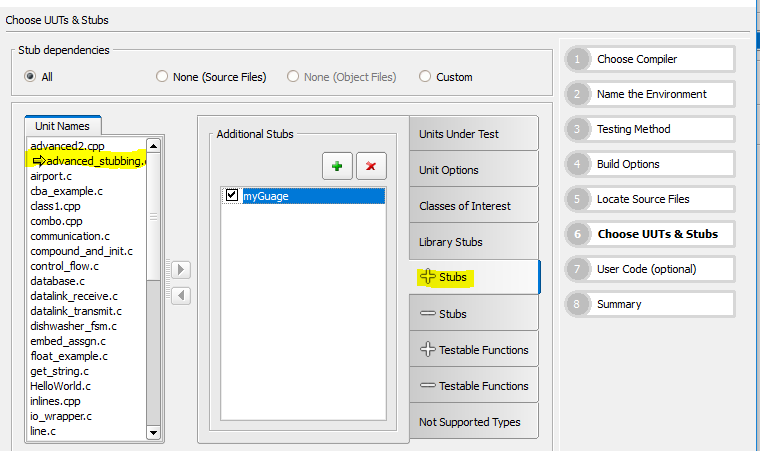 Choose UUTs & Stubs
Stub dependencies
All
None (Source Files)
None (Object Files)
Custom
Unit Names
advanced2.cpp
advanced_stubbing.
airport.c
cba_example.c
class1.cpp
combo.cpp
communication.c
compound_and_init.c
control_flow.c
database.c
datalink_receive.c
datalink_transmit.c
dishwasher_fsm.c
embed_assgn.c
float_example.c
get_string.c
HelloWorld.c
inlines.cpp
io_wrapper.c
line.c
Additional Stubs
myGuage
Units Under Test
Unit Options
Classes of Interest
Library Stubs
Stubs
Stubs
Testable Functions
Testable Functions
Not Supported Types
1 Choose Compiler
2 Name the Environment
3 Testing Method
4 Build Options
5 Locate Source Files
6 Choose UUTs & Stubs
7 User Code (optional)
8 Summary